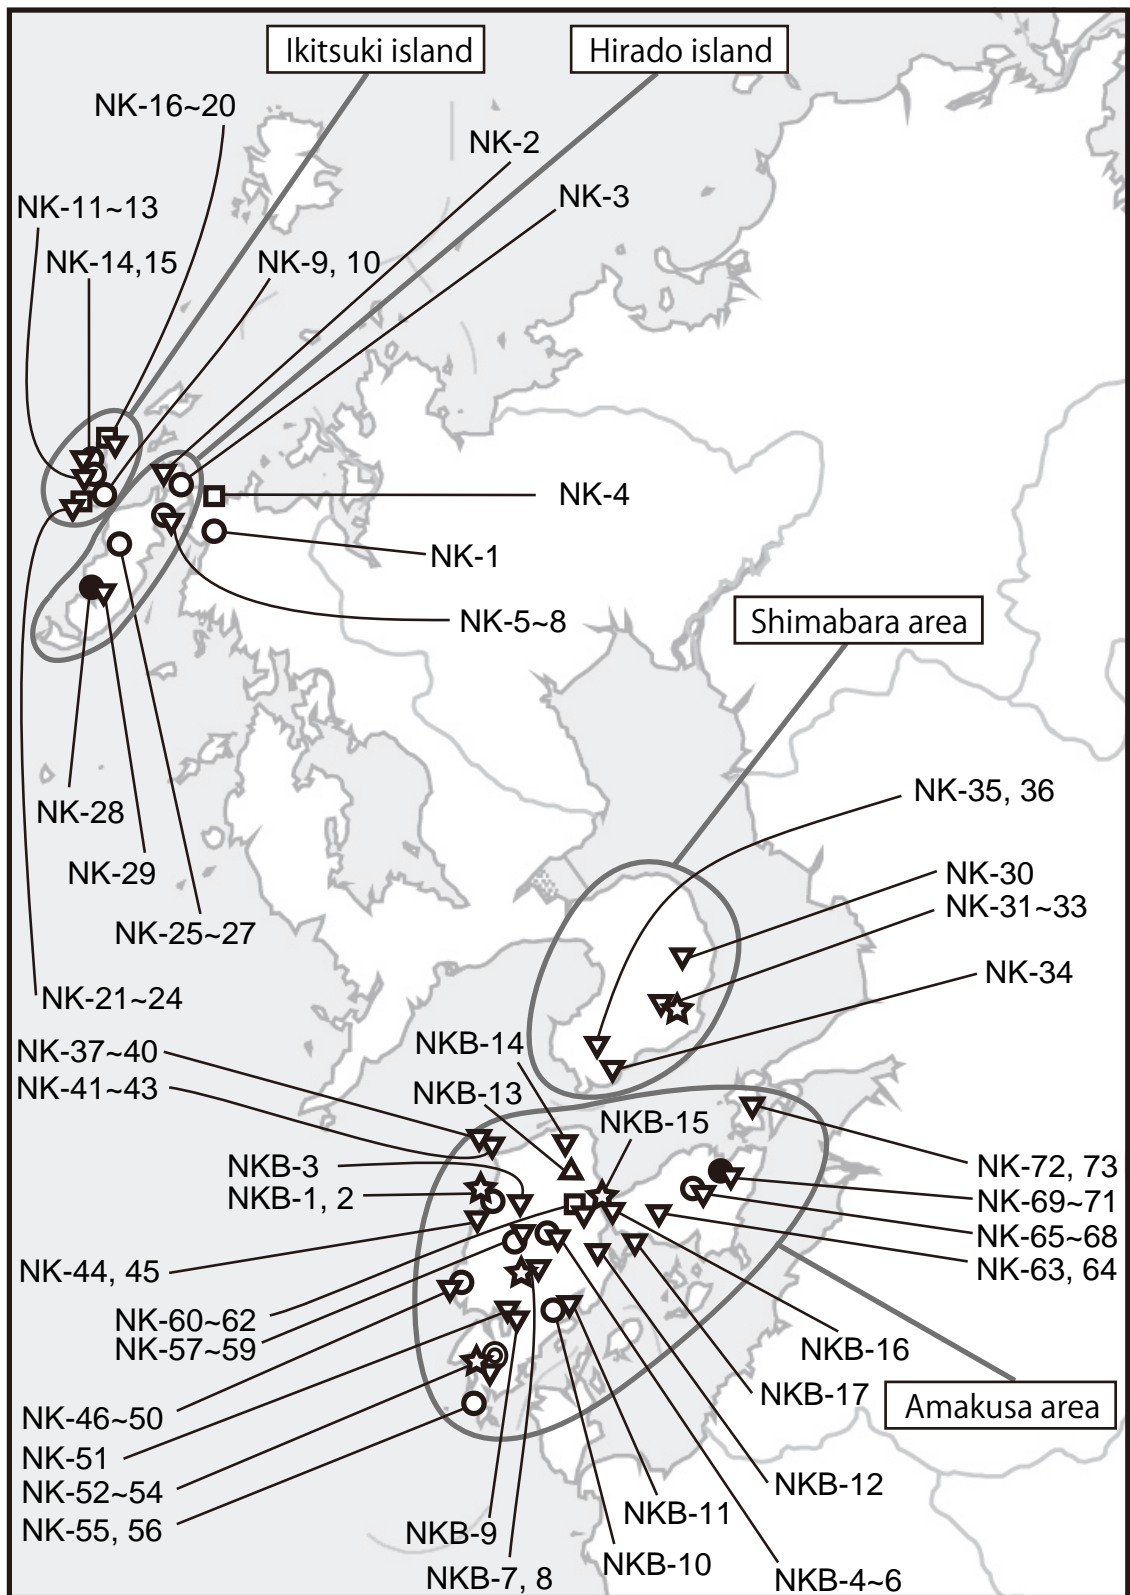 Ikitsuki island
Hirado island
NK-16~20
NK-2
NK-3
NK-11~13
NK-14,15
NK-9, 10
NK-4
NK-1
NK-5~8
Shimabara area
NK-28
NK-35, 36
NK-29
NK-30
NK-31~33
NK-25~27
NK-34
NK-21~24
NK-37~40
NKB-14
NK-41~43
NKB-13
NKB-15
NKB-3
NK-72, 73
NKB-1, 2
NK-69~71
NK-65~68
NK-44, 45
NK-63, 64
NK-60~62
NK-57~59
NKB-16
NKB-17
Amakusa area
NK-46~50
NK-51
NKB-12
NK-52~54
NKB-11
NK-55, 56
NKB-9
NKB-10
NKB-7, 8
NKB-4~6